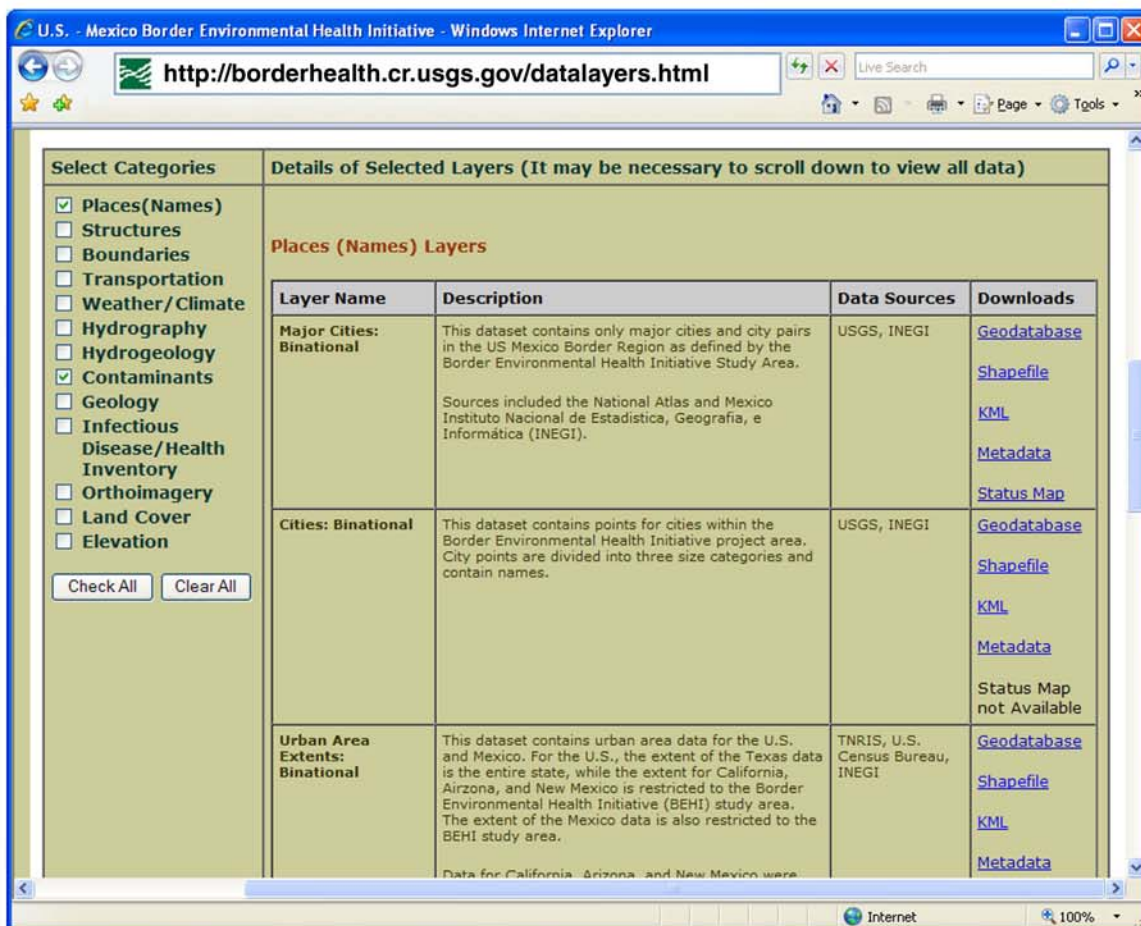 U.S. - Mexico Border Environmental Health Initiative - Windows Internet Explorer
http://borderhealth.cr.usgs.gov/datalayers.html
Live Search
Page
Tools
Select Categories
Places(Names)
Structures
Boundaries
Transportation
Weather/Climate
Hydrography
Hydrogeology
Contaminants
Geology
Infectious
Disease/Health
Inventory
Orthoimagery
Land Cover
Elevation
Check All
Clear All
Details of Selected Layers (It may be necessary to scroll down to view all data)
Places (Names) Layers
Layer Name
Description
Data Sources
Downloads
Major Cities:
Binational
This dataset contains only major cities and city pairs
in the US Mexico Border Region as defined by the
Border Environmental Health Initiative Study Area.
Sources included the National Atlas and Mexico
Instituto Nacional de Estadistica, Geografia, e
Informática (INEGI).
USGS, INEGI
Geodatabase
Shapefile
KML
Metadata
Status Map
Cities: Binational
This dataset contains points for cities within the
Border Environmental Health Initiative project area.
City points are divided into three size categories and
contain names.
USGS, INEGI
Geodatabase
Shapefile
KML
Metadata
Status Map
not Available
Urban Area
Extents:
Binational
This dataset contains urban area data for the U.S.
and Mexico. For the U.S., the extent of the Texas data
is the entire state, while the extent for California,
Airzona, and New Mexico is restricted to the Border
Environmental Health Initiative (BEHI) study area.
The extent of the Mexico data is also restricted to the
BEHI study area.
Data for California, Arizona, and New Mexico were
TNRIS, U.S.
Census Bureau,
INEGI
Geodatabase
Shapefile
KML
Metadata
Internet
100%